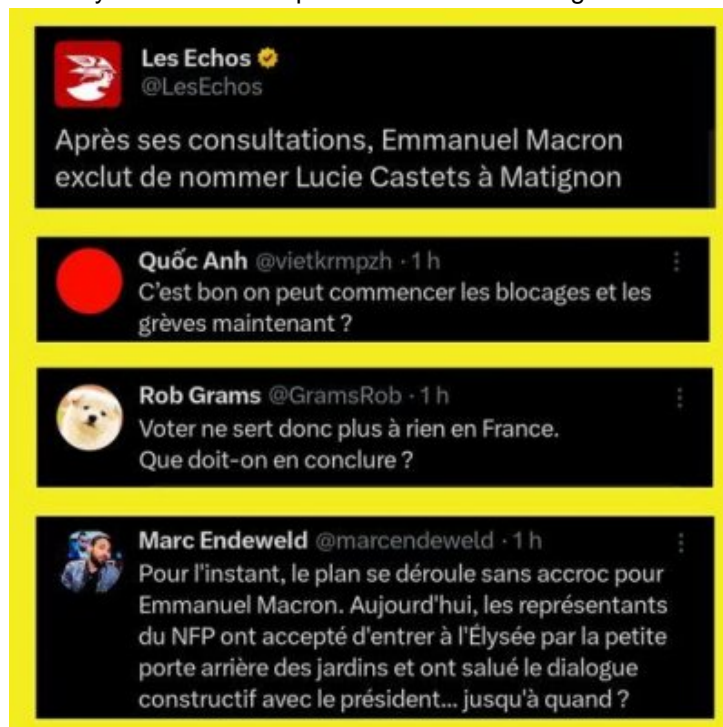 Les Echos
@LesEchos
Après ses consultations, Emmanuel Macron
exclut de nommer Lucie Castets à Matignon
Quốc Anh @vietkrmpzh · 1 h
C'est bon on peut commencer les blocages et les
grèves maintenant ?
Rob Grams @GramsRob · 1 h
Voter ne sert donc plus à rien en France.
Que doit-on en conclure ?
Marc Endeweld @marcendeweld · 1 h
Pour l'instant, le plan se déroule sans accroc pour
Emmanuel Macron. Aujourd'hui, les représentants
du NFP ont accepté d'entrer à l'Élysée par la petite
porte arrière des jardins et ont salué le dialogue
constructif avec le président... jusqu'à quand ?